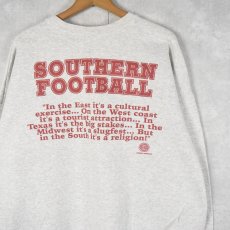 SOUTHERN
FOOTBALL
"In the East it's a cultural
exercise... On the West coast
it's a tourist attraction... In
Texas it's the big stakes... In the
Midwest it's a slugfest... But
in the South it's a religion!"